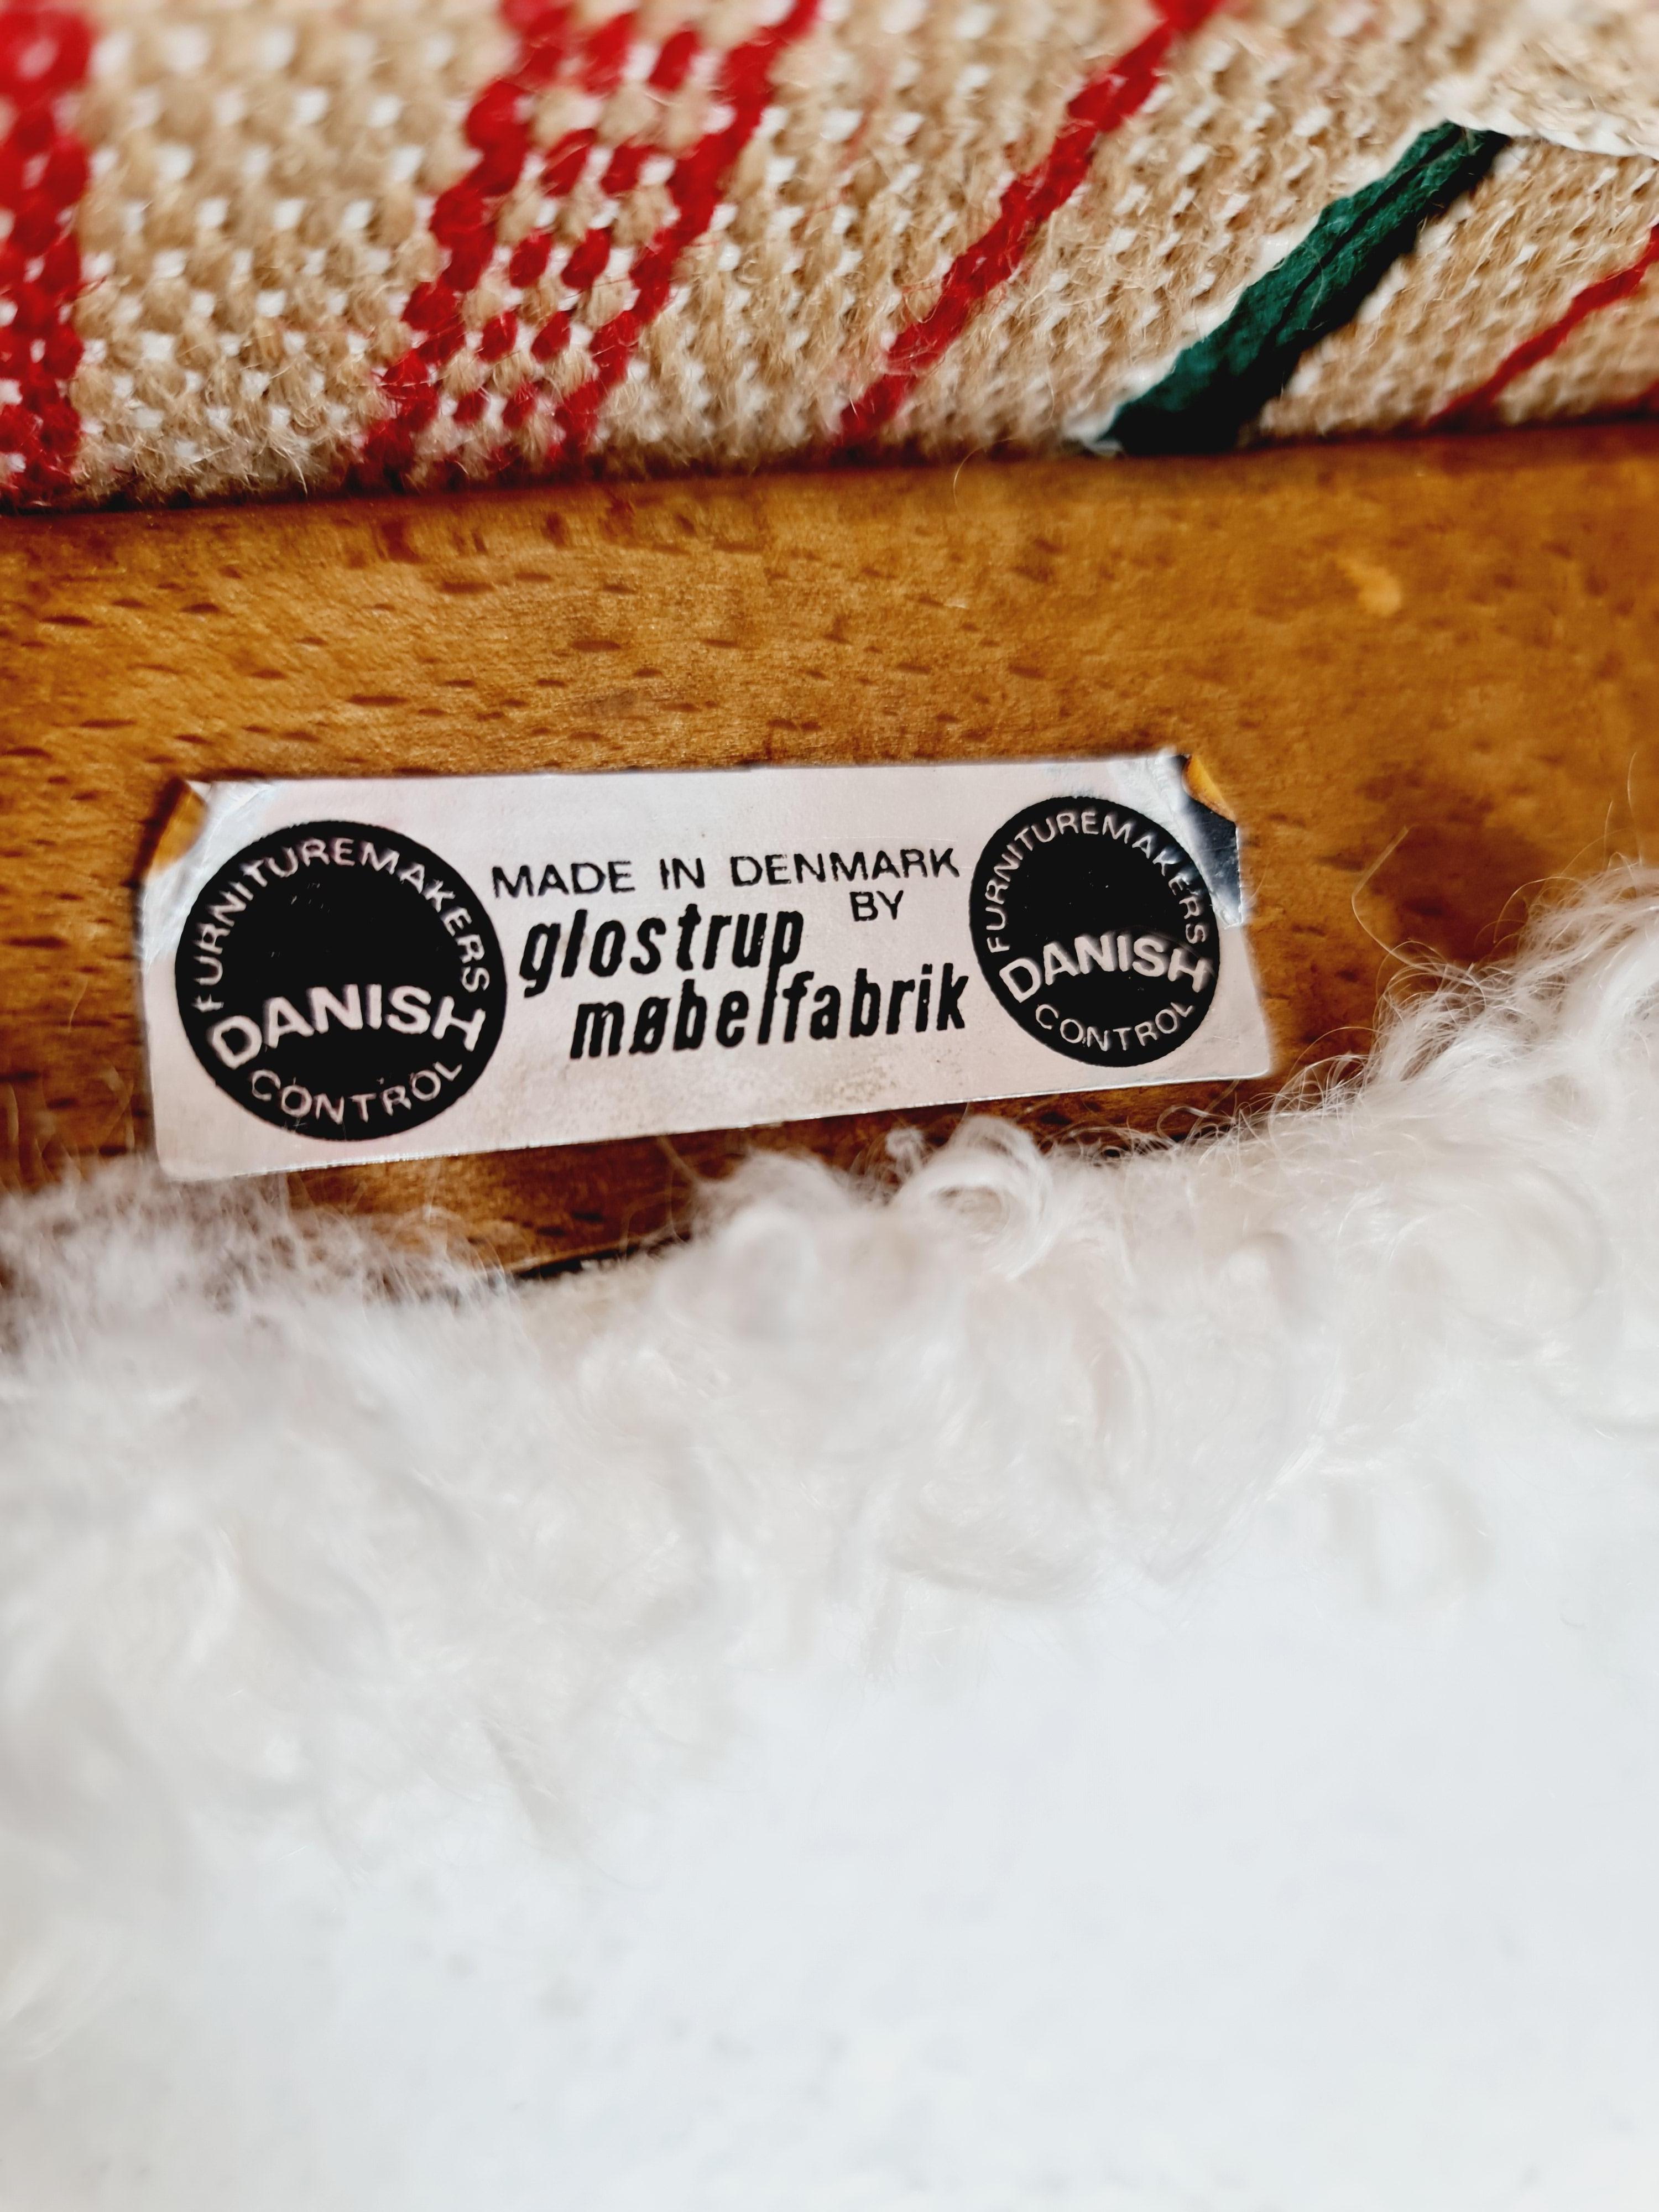 FURNITUREMAKERS
DANISH
CONTROL
MADE IN DENMARK
BY
glostrup
møbelfabrik
FURNITUREMAKERS
DANISH
CONTROL